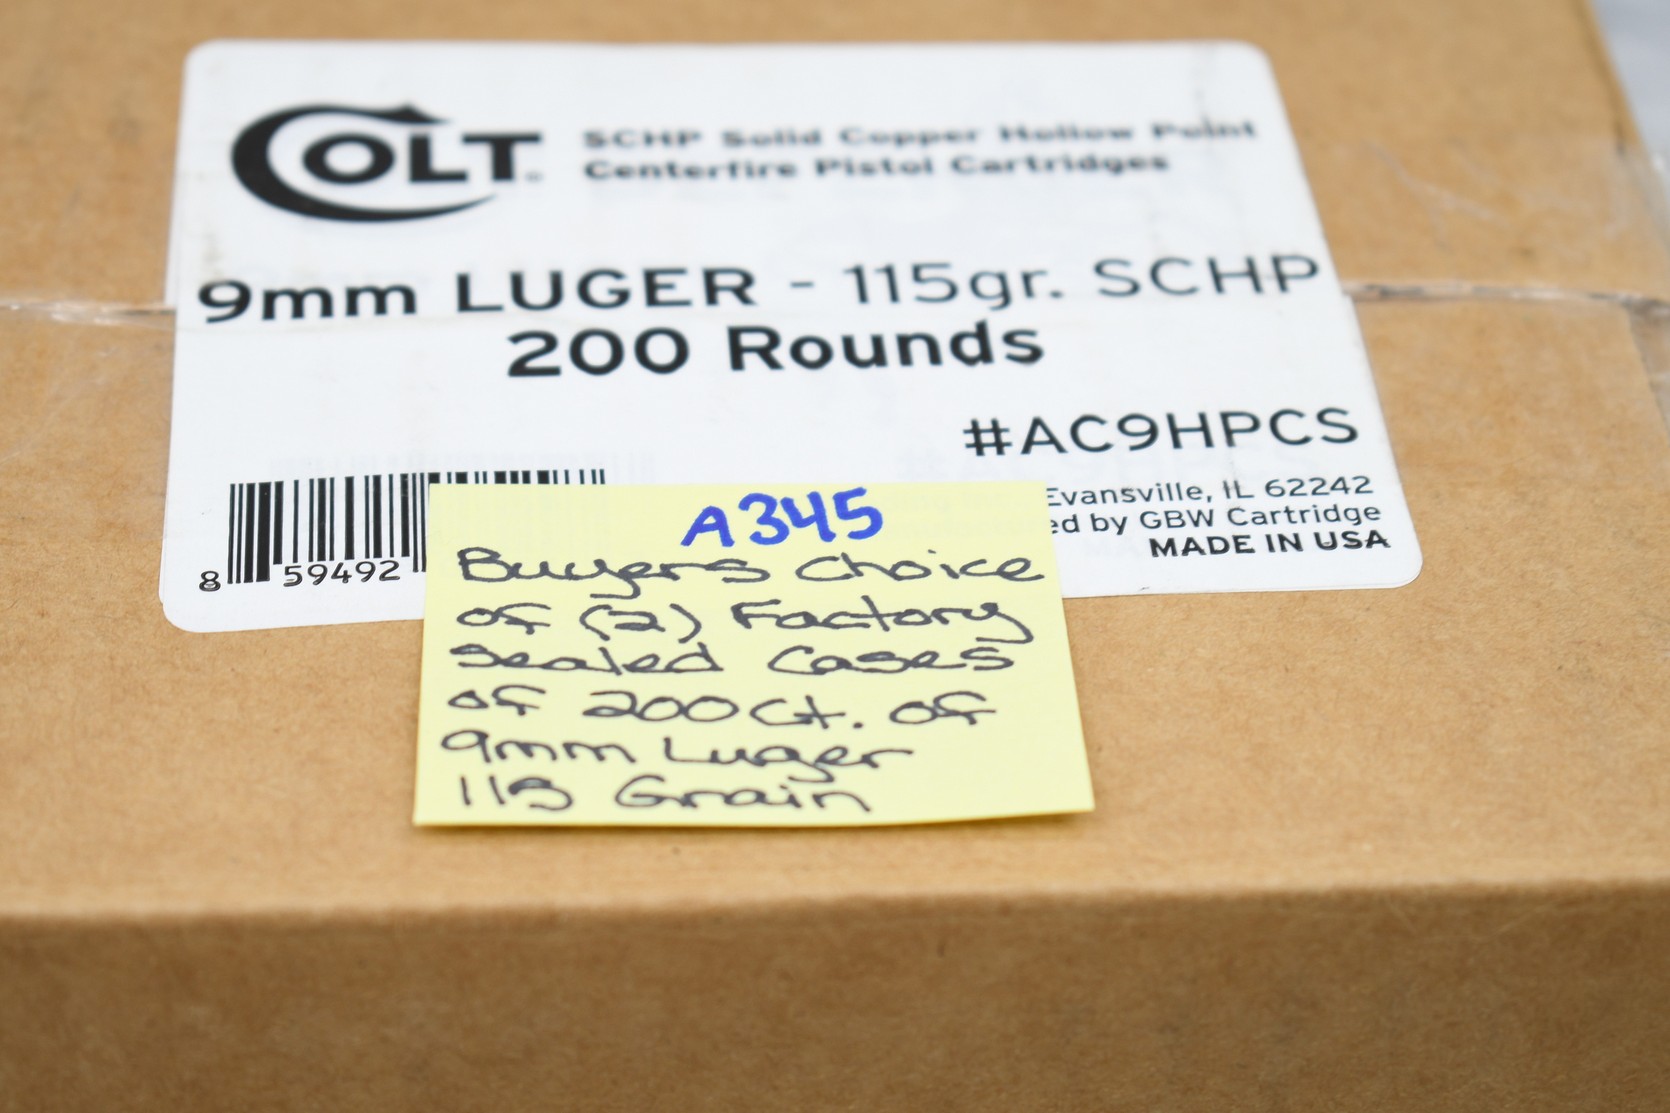 COLT
SCHP Solid Copper Hollow Point
Centerfire Pistol Cartridges
9mm LUGER - 115gr. SCHP
200 Rounds
#AC9HPCS
Evansville, IL 62242
ed by GBW Cartridge
MADE IN USA
8 59492
A345
Buyers Choice
of (2) Factory
Sealed Cases
of 200 Ct. of
9mm Luger
115 Grain